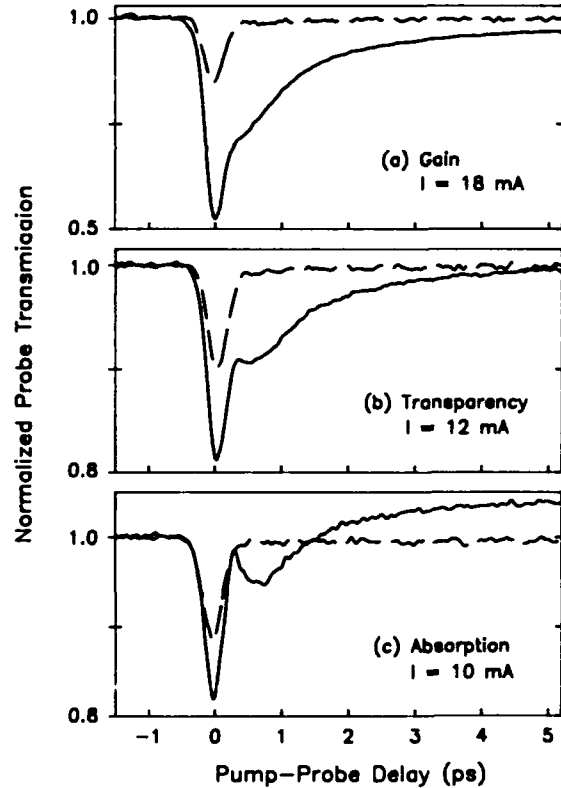 Normalized Probe Transmiaaion
1.0
0.5
(a) Gain
I = 18 mA
1.0
0.8
(b) Transparency
I = 12 mA
1.0
0.8
(c) Absorption
I = 10 mA
-1 0 1 2 3 4 5
Pump-Probe Delay (ps)